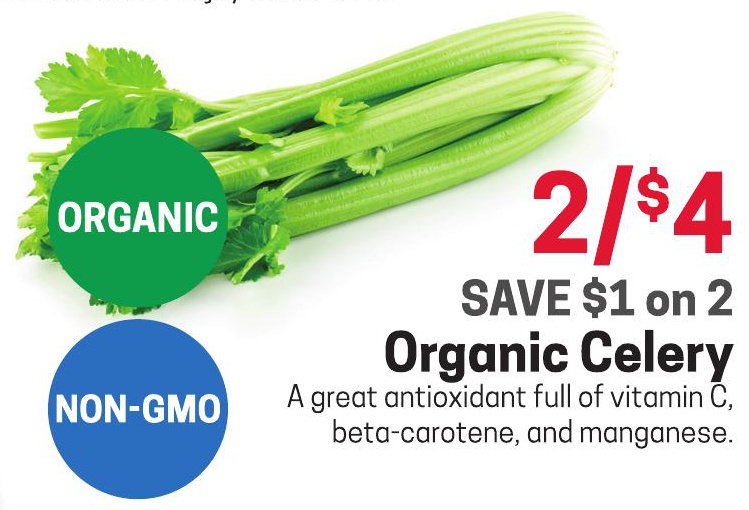 ORGANIC
2/$4
SAVE $1 on 2
Organic Celery
NON-GMO
A great antioxidant full of vitamin C,
beta-carotene, and manganese.